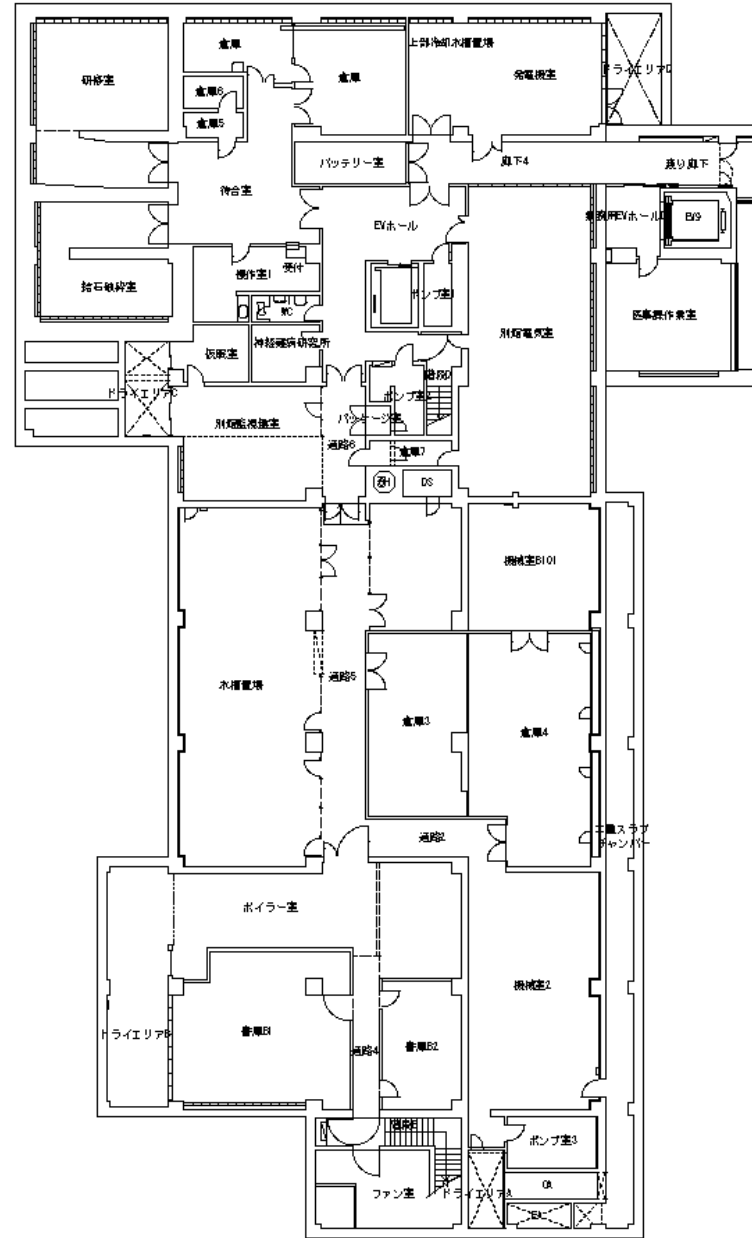 倉庫
上部冷却水槽置場
研修室
倉庫
発電機室
ドライエリアD
倉庫6
倉庫5
バッテリー室
廊下4
渡り廊下
待合室
EVホール
EV9
受付
操作室1
ポンプ室1
結石破砕室
医事課作業室
WC
仮眠室
神経難病研究所
別館電気室
ドライエリアC
階段D
ポンプ室2
別館監視盤室
パッケージ室
通路6
倉庫7
DS
機械室B101
水槽置場
通路5
倉庫3
倉庫4
二重スラブ
チャンバー
通路2
ボイラー室
機械室2
ドライエリアB
書庫B1
通路4
書庫B2
ポンプ室3
ファン室
ドライエリアA
OA
EA